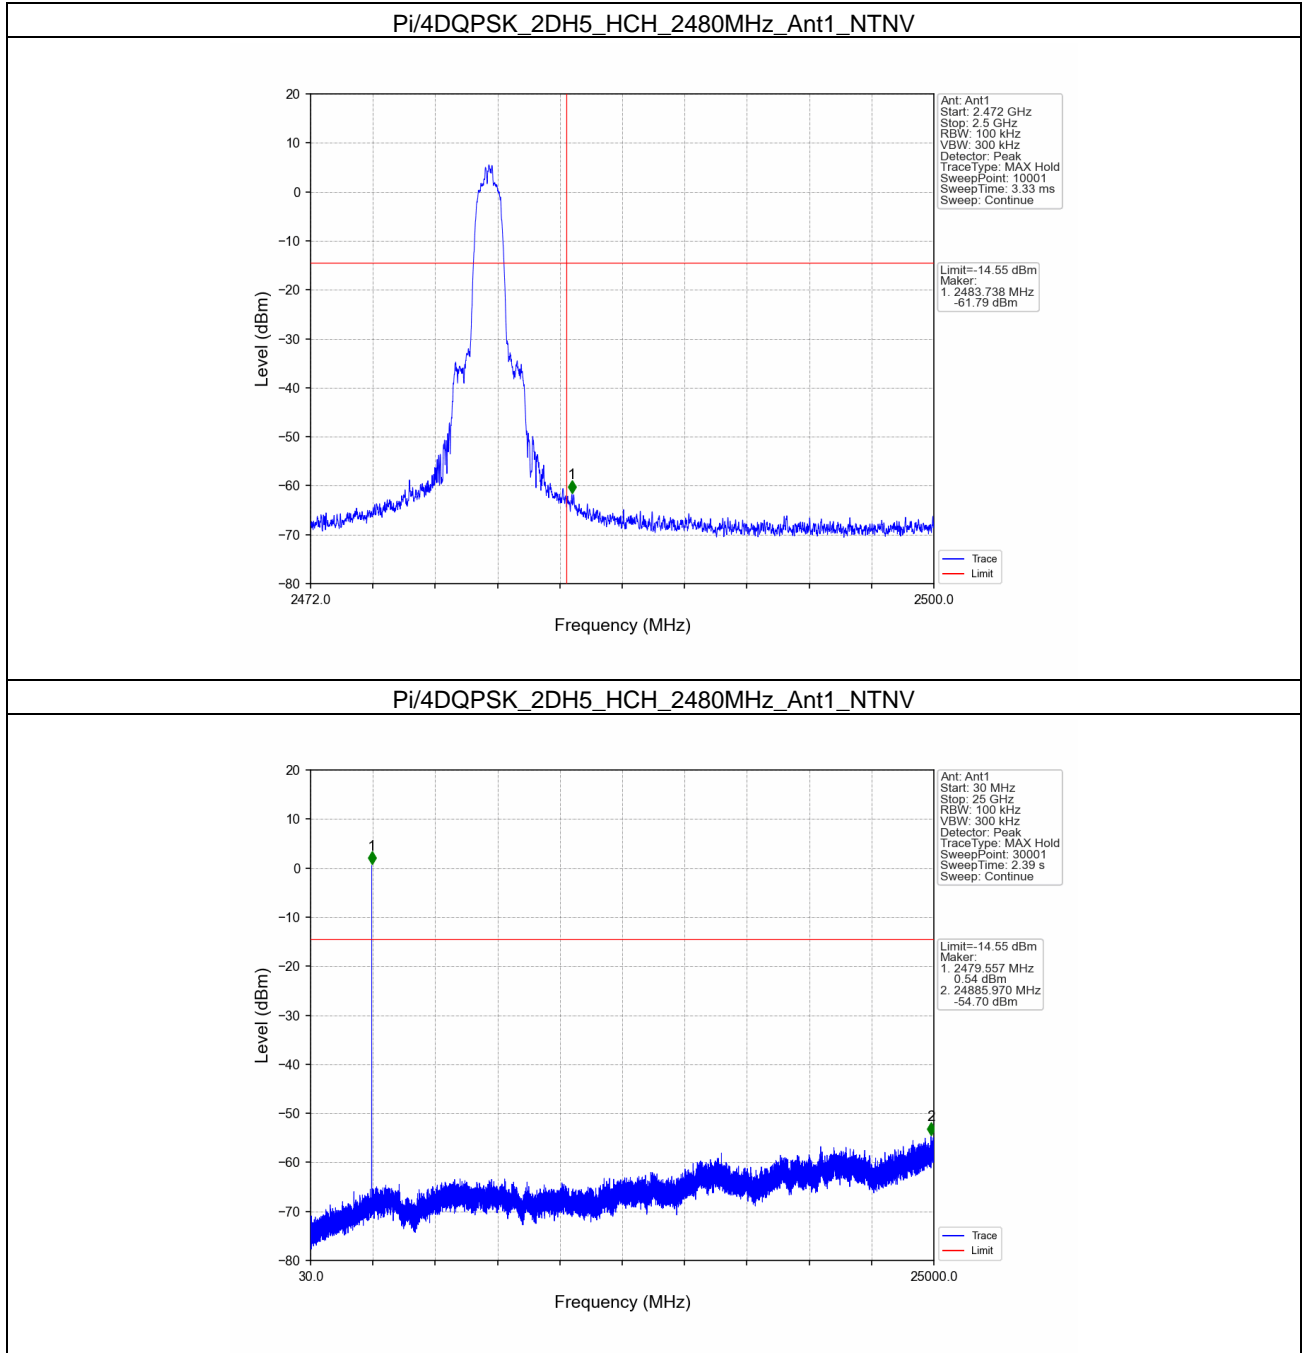 Pi/4DQPSK_2DH5_HCH_2480MHz_Ant1_NTNV
20
10
0
−10
−20
−30
−40
−50
−60
−70
−80
Level (dBm)
2472.0
2500.0
Frequency (MHz)
1
Ant: Ant1
Start: 2.472 GHz
Stop: 2.5 GHz
RBW: 100 kHz
VBW: 300 kHz
Detector: Peak
TraceType: MAX Hold
SweepPoint: 10001
SweepTime: 3.33 ms
Sweep: Continue
Limit=-14.55 dBm
Maker:
1. 2483.738 MHz
-61.79 dBm
Trace
Limit
Pi/4DQPSK_2DH5_HCH_2480MHz_Ant1_NTNV
20
10
0
−10
−20
−30
−40
−50
−60
−70
−80
Level (dBm)
30.0
25000.0
Frequency (MHz)
1
2
Ant: Ant1
Start: 30 MHz
Stop: 25 GHz
RBW: 100 kHz
VBW: 300 kHz
Detector: Peak
TraceType: MAX Hold
SweepPoint: 30001
SweepTime: 2.39 s
Sweep: Continue
Limit=-14.55 dBm
Maker:
1. 2479.557 MHz
0.54 dBm
2. 24885.970 MHz
-54.70 dBm
Trace
Limit